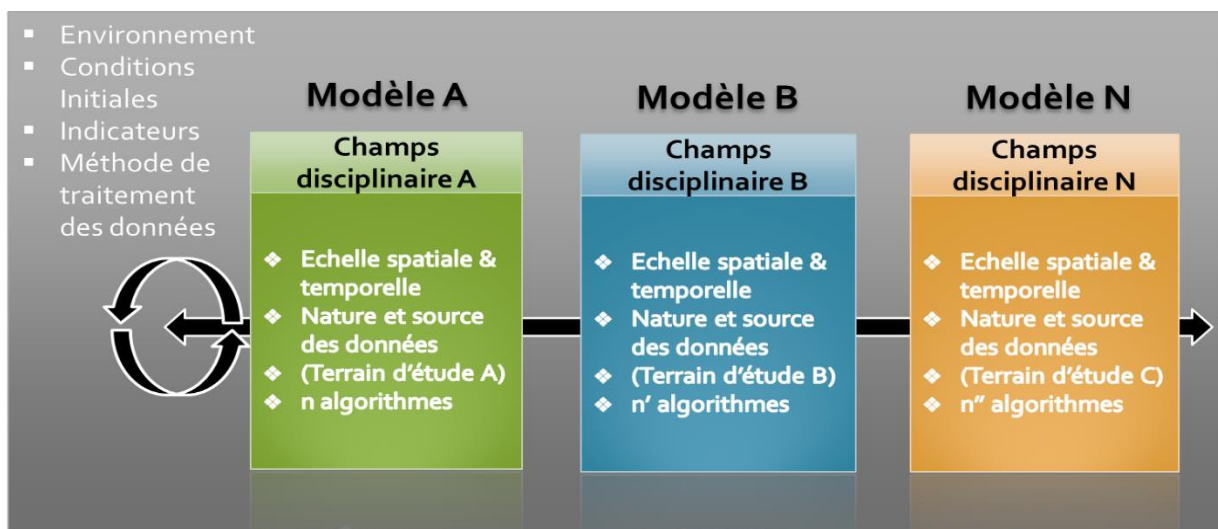 ▪ Environnement
▪ Conditions
Initiales
▪ Indicateurs
▪ Méthode de
traitement
des données
Modèle A
Champs
disciplinaire A
❖ Echelle spatiale &
temporelle
❖ Nature et source
des données
❖ (Terrain d'étude A)
❖ n algorithmes
Modèle B
Champs
disciplinaire B
❖ Echelle spatiale &
temporelle
❖ Nature et source
des données
❖ (Terrain d'étude B)
❖ n' algorithmes
Modèle N
Champs
disciplinaire N
❖ Echelle spatiale &
temporelle
❖ Nature et source
des données
❖ (Terrain d'étude C)
❖ n" algorithmes